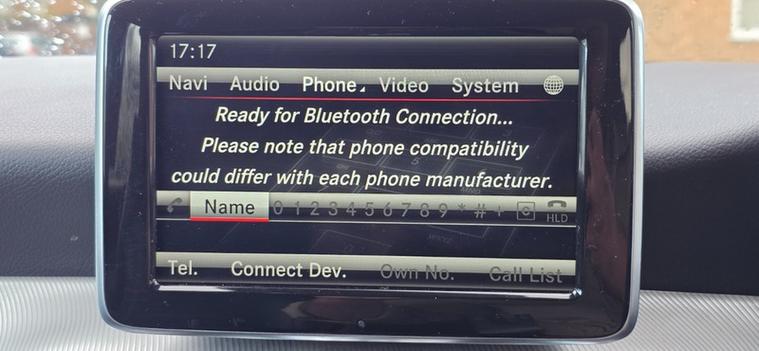 17:17
Navi Audio Phone Video System
Ready for Bluetooth Connection...
Please note that phone compatibility
could differ with each phone manufacturer.
Name 0 1 2 3 4 5 6 7 8 9 * # + C HLD
Tel. Connect Dev. Own No. Call List